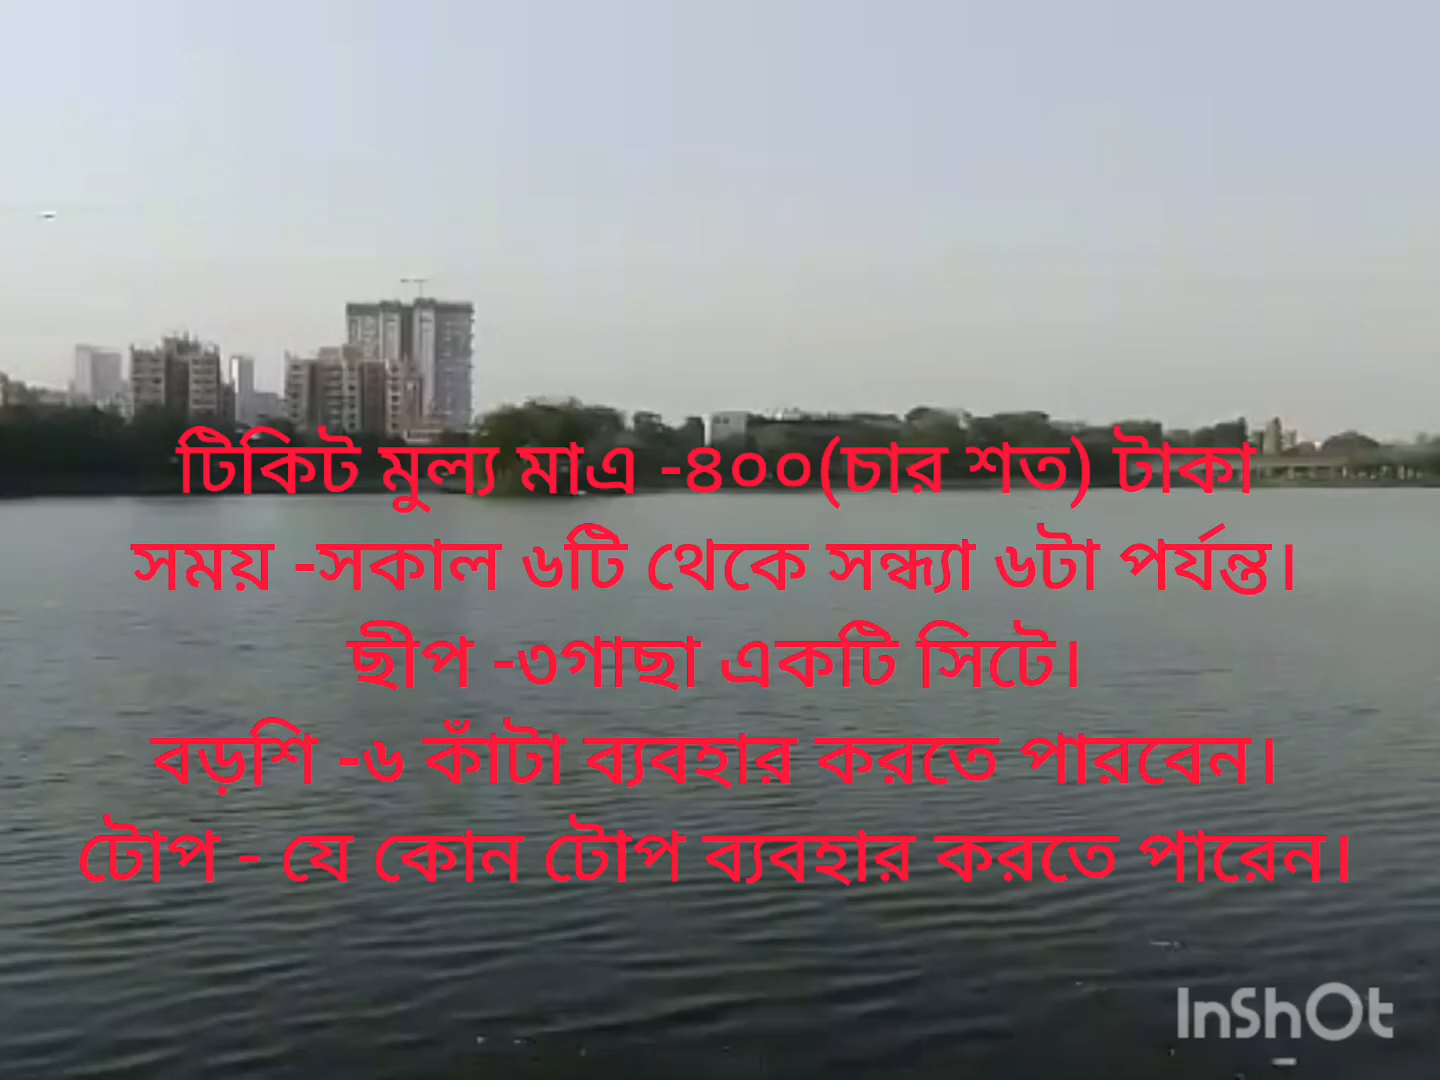 টিকিট মুল্য মাএ -৪০০(চার শত) টাকা
সময় -সকাল ৬টি থেকে সন্ধ্যা ৬টা পর্যন্ত।
ছীপ -৩গাছা একটি সিটে।
বড়শি -৬ কাঁটা ব্যবহার করতে পারবেন।
টোপ - যে কোন টোপ ব্যবহার করতে পারেন।
InShOt